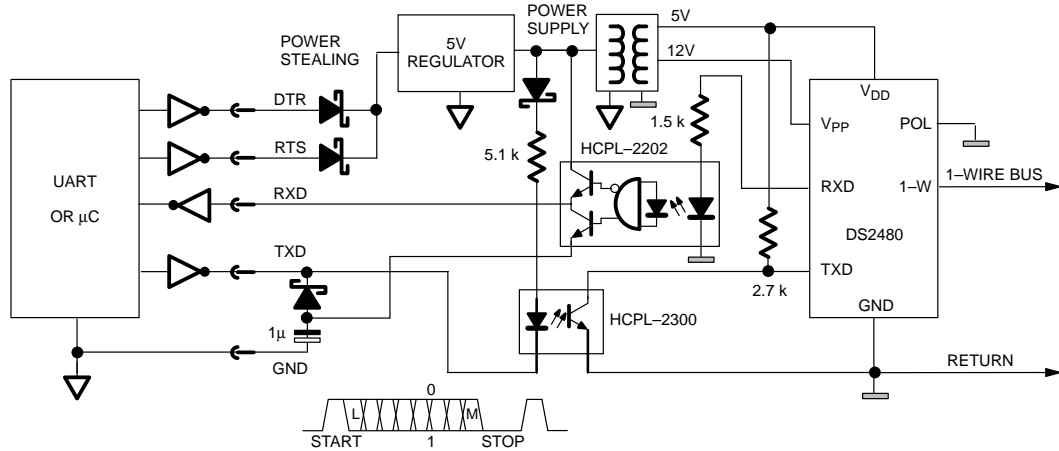 POWER
SUPPLY
5V
12V
POWER
STEALING
5V
REGULATOR
DTR
RTS
RXD
TXD
UART
OR µC
5.1 k
1.5 k
HCPL–2202
VDD
VPP
POL
RXD
1–W
1–WIRE BUS
DS2480
TXD
2.7 k
GND
1µ
GND
HCPL–2300
RETURN
0
L
M
START
1
STOP